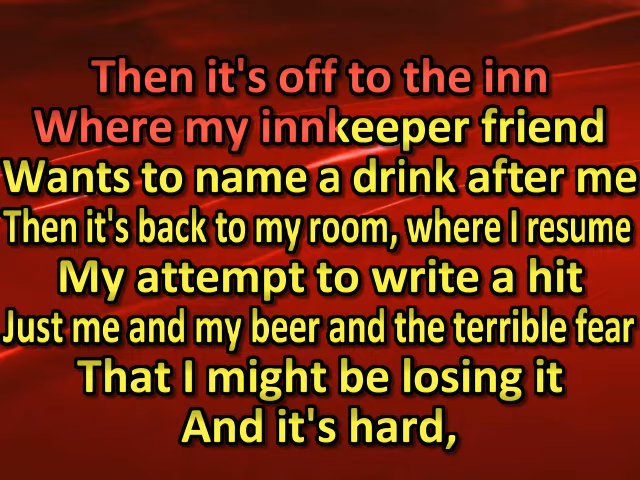 Then it's off to the inn
Where my innkeeper friend
Wants to name a drink after me
Then it's back to my room, where I resume
My attempt to write a hit
Just me and my beer and the terrible fear
That I might be losing it
And it's hard,